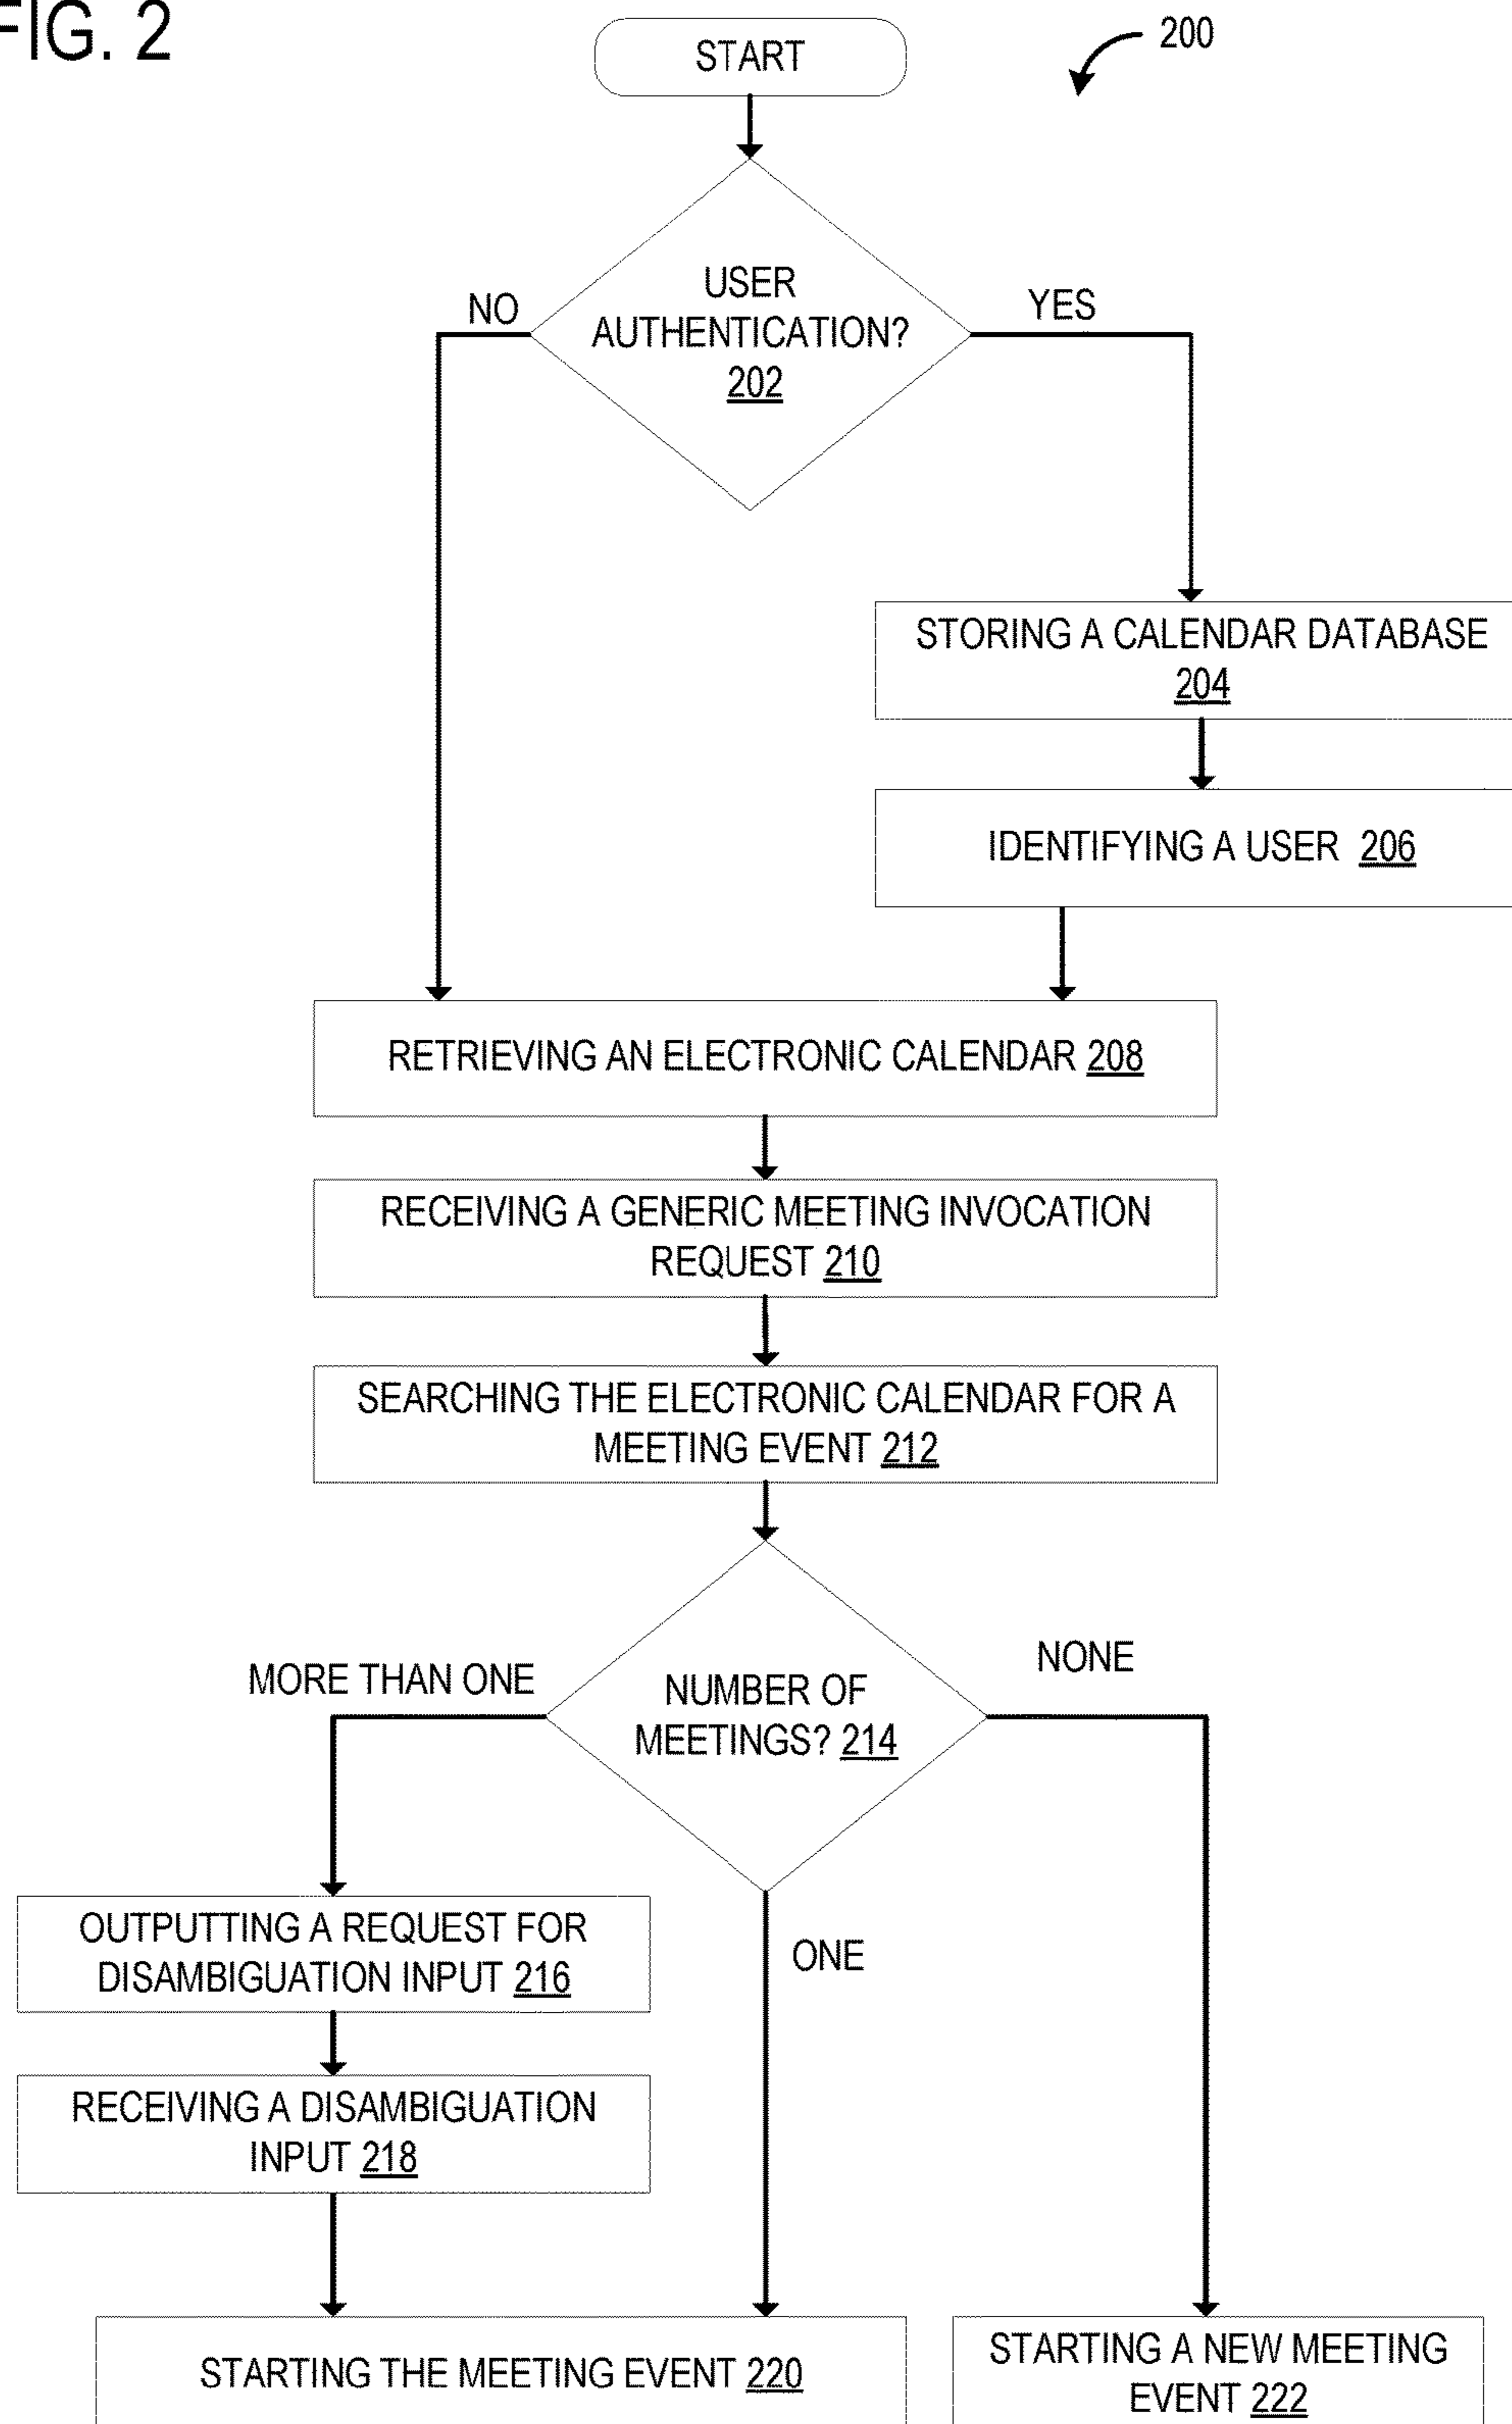 FIG. 2
START
200
USER
AUTHENTICATION?
202
NO
YES
STORING A CALENDAR DATABASE
204
IDENTIFYING A USER 206
RETRIEVING AN ELECTRONIC CALENDAR 208
RECEIVING A GENERIC MEETING INVOCATION
REQUEST 210
SEARCHING THE ELECTRONIC CALENDAR FOR A
MEETING EVENT 212
NUMBER OF
MEETINGS? 214
MORE THAN ONE
NONE
ONE
OUTPUTTING A REQUEST FOR
DISAMBIGUATION INPUT 216
RECEIVING A DISAMBIGUATION
INPUT 218
STARTING THE MEETING EVENT 220
STARTING A NEW MEETING
EVENT 222